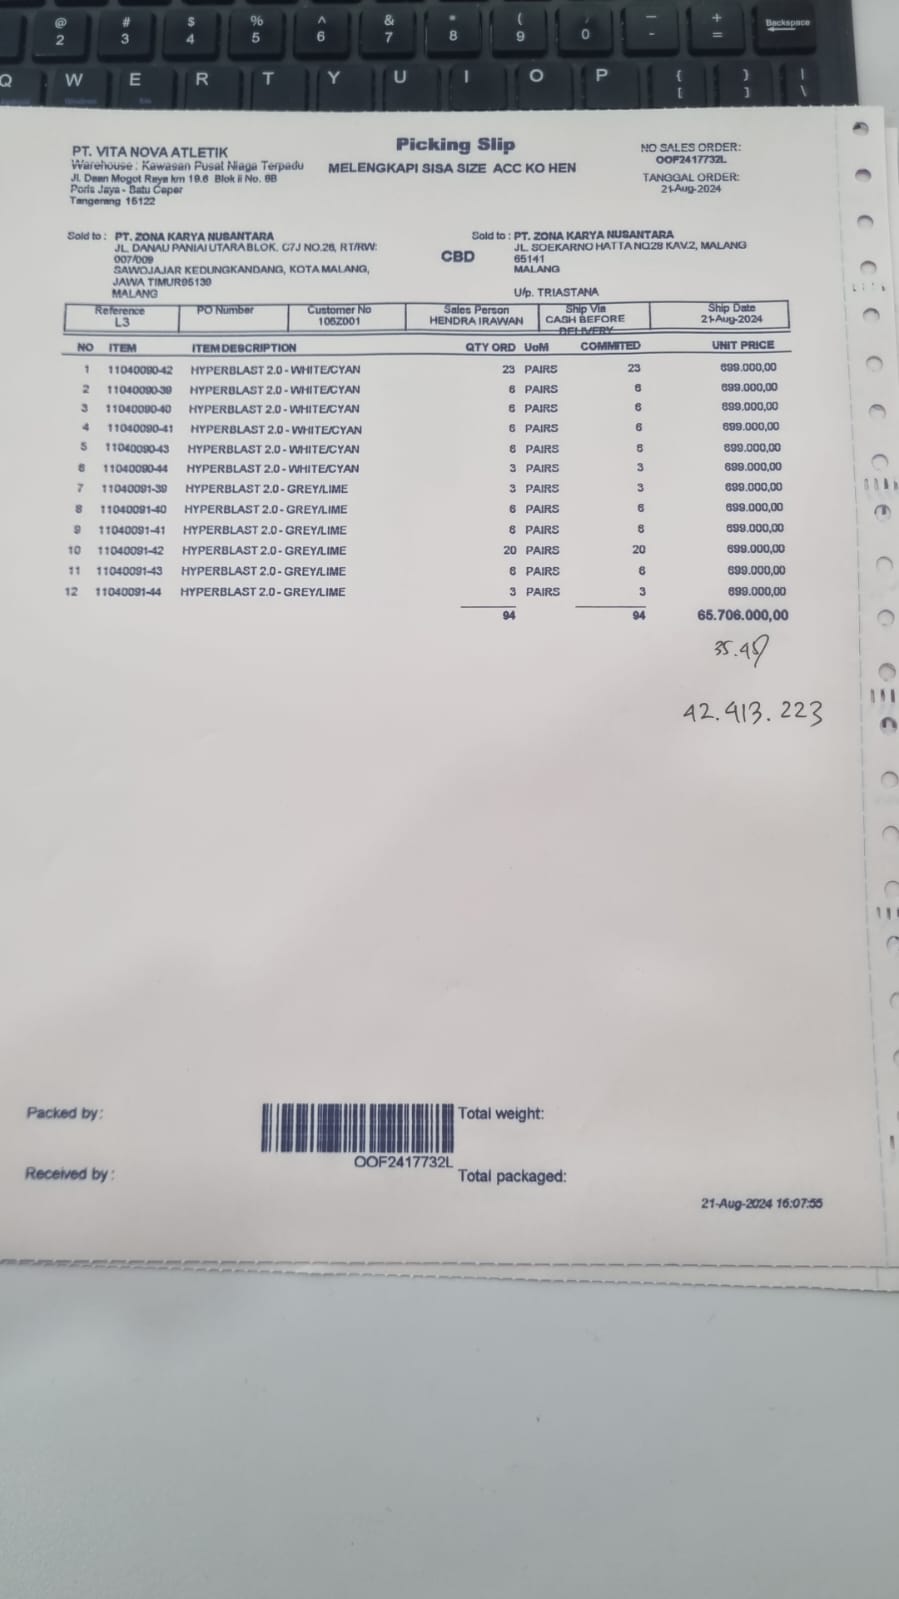 @ # $ % ^ & * ( ) — + Backspace
2 3 4 5 6 7 8 9 0 - =
Q W E R T Y U I O P { } |
[ ] \
PT. VITA NOVA ATLETIK
Warehouse : Kawasan Pusat Niaga Terpadu
Jl. Daan Mogot Raya km 19.6 Blok ii No. 8B
Poris Jaya - Batu Ceper
Tangerang 15122
Picking Slip
MELENGKAPI SISA SIZE ACC KO HEN
NO SALES ORDER:
OOF2417732L
TANGGAL ORDER:
21-Aug-2024
Sold to : PT. ZONA KARYA NUSANTARA
JL. DANAU PANIAI UTARA BLOK. C7J NO.26, RT/RW:
007/009
SAWOJAJAR KEDUNGKANDANG, KOTA MALANG,
JAWA TIMUR65139
MALANG
CBD
Sold to : PT. ZONA KARYA NUSANTARA
JL. SOEKARNO HATTA NO28 KAV.2, MALANG
65141
MALANG
U/p. TRIASTANA
Reference PO Number Customer No Sales Person Ship Via Ship Date
L3 106Z001 HENDRA IRAWAN CASH BEFORE DELIVERY 21-Aug-2024
NO ITEM ITEM DESCRIPTION QTY ORD UoM COMMITED UNIT PRICE
1 11040090-42 HYPERBLAST 2.0 - WHITE/CYAN 23 PAIRS 23 699.000,00
2 11040090-39 HYPERBLAST 2.0 - WHITE/CYAN 6 PAIRS 6 699.000,00
3 11040090-40 HYPERBLAST 2.0 - WHITE/CYAN 6 PAIRS 6 699.000,00
4 11040090-41 HYPERBLAST 2.0 - WHITE/CYAN 6 PAIRS 6 699.000,00
5 11040090-43 HYPERBLAST 2.0 - WHITE/CYAN 6 PAIRS 6 699.000,00
6 11040090-44 HYPERBLAST 2.0 - WHITE/CYAN 3 PAIRS 3 699.000,00
7 11040091-39 HYPERBLAST 2.0 - GREY/LIME 3 PAIRS 3 699.000,00
8 11040091-40 HYPERBLAST 2.0 - GREY/LIME 6 PAIRS 6 699.000,00
9 11040091-41 HYPERBLAST 2.0 - GREY/LIME 6 PAIRS 6 699.000,00
10 11040091-42 HYPERBLAST 2.0 - GREY/LIME 20 PAIRS 20 699.000,00
11 11040091-43 HYPERBLAST 2.0 - GREY/LIME 6 PAIRS 6 699.000,00
12 11040091-44 HYPERBLAST 2.0 - GREY/LIME 3 PAIRS 3 699.000,00
94 94 65.706.000,00
42.413.223
Packed by: Total weight:
OOF2417732L
Received by : Total packaged:
21-Aug-2024 16:07:55